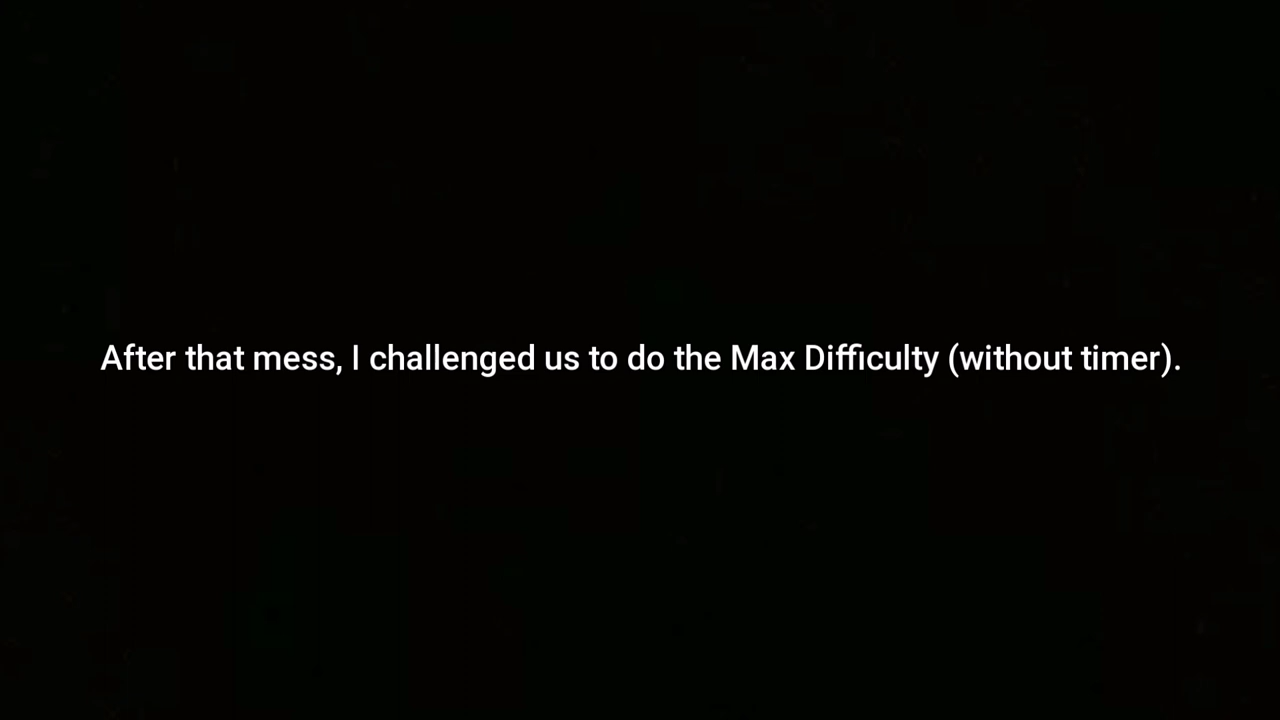 After that mess, I challenged us to do the Max Difficulty (without timer).